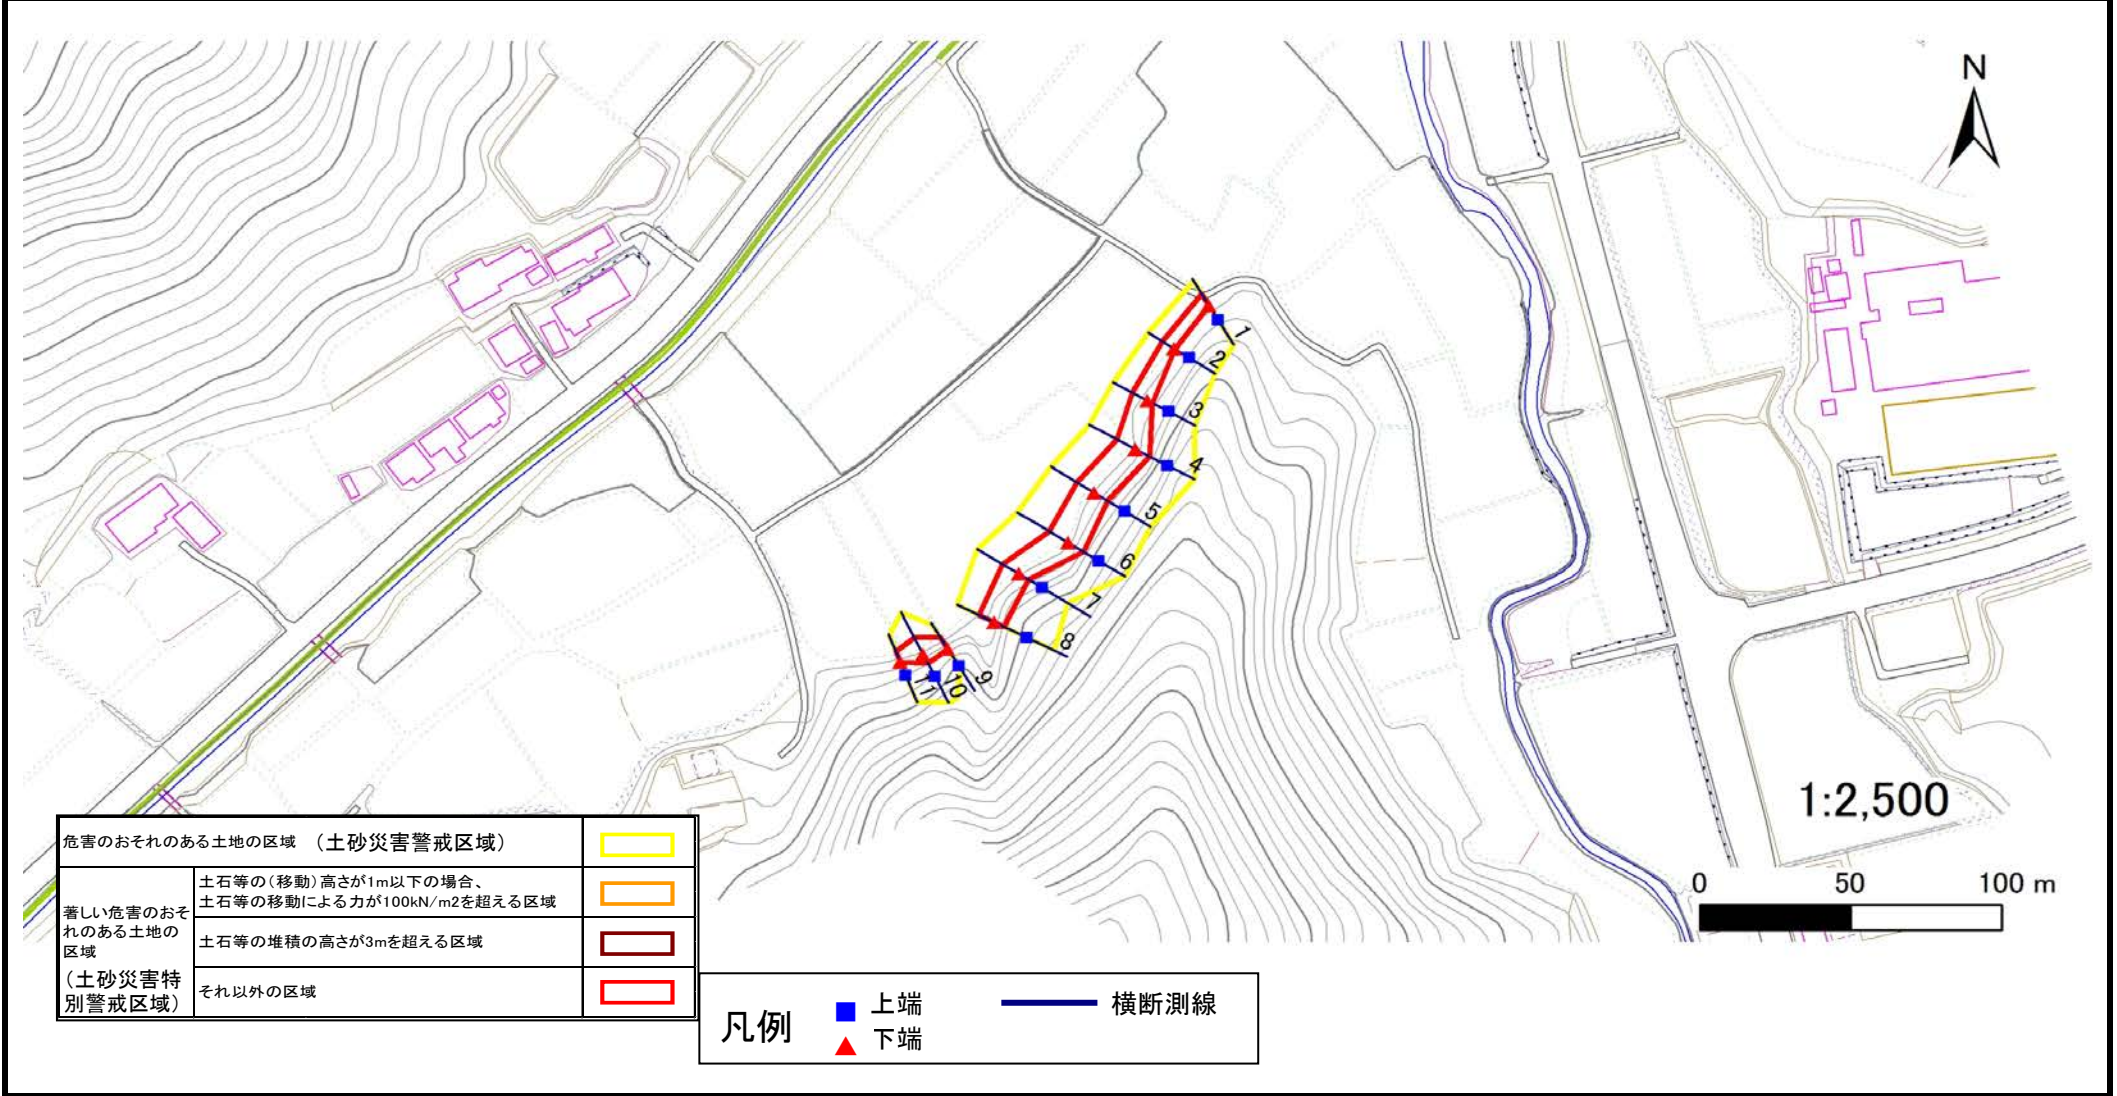 N
1
2
3
4
5
6
7
8
9
10
11
1:2,500
0 50 100 m
危害のおそれのある土地の区域 (土砂災害警戒区域)
著しい危害のおそ
れのある土地の
区域
(土砂災害特
別警戒区域)
土石等の(移動)高さが1m以下の場合、
土石等の移動による力が100kN/m2を超える区域
土石等の堆積の高さが3mを超える区域
それ以外の区域
凡例
上端
下端
横断測線